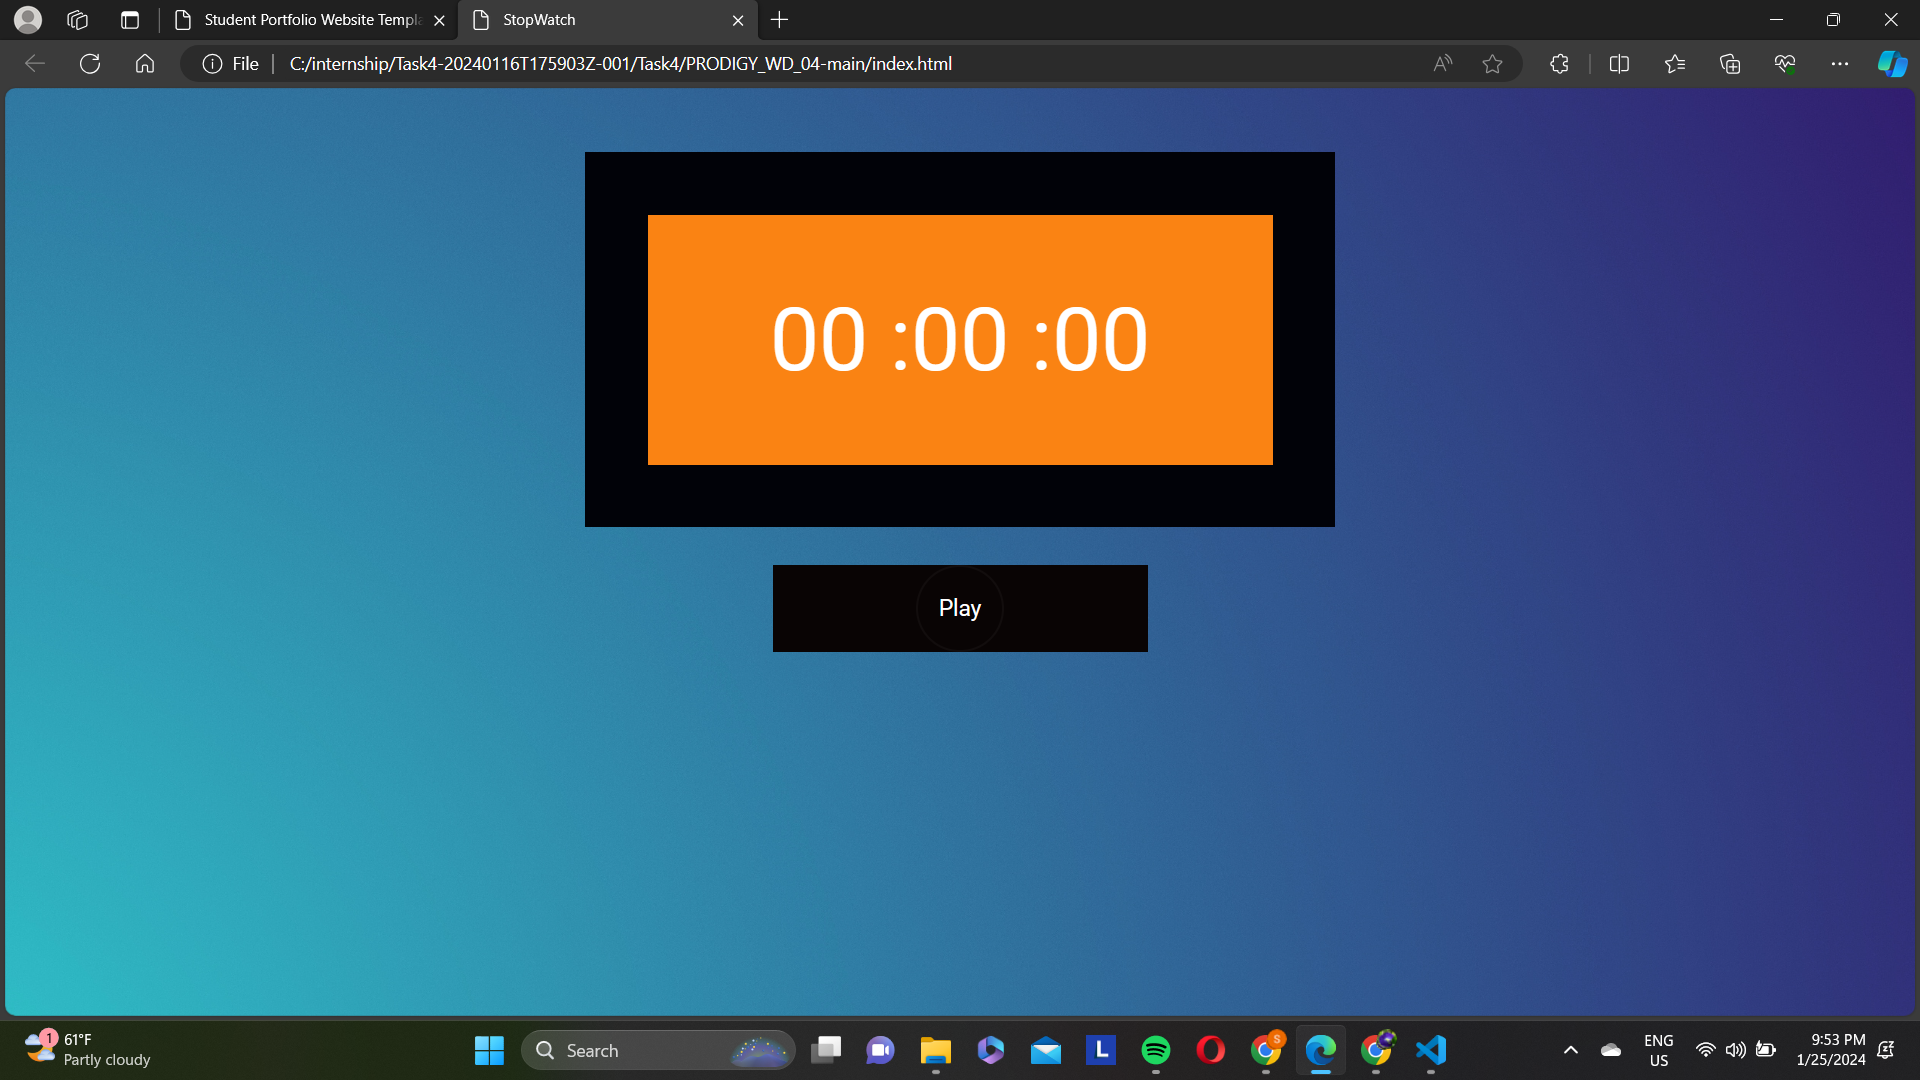 Student Portfolio Website Templa
StopWatch
File
C:/internship/Task4-20240116T175903Z-001/Task4/PRODIGY_WD_04-main/index.html
00 :00 :00
Play
1
61°F
Partly cloudy
Search
L
S
ENG
US
9:53 PM
1/25/2024